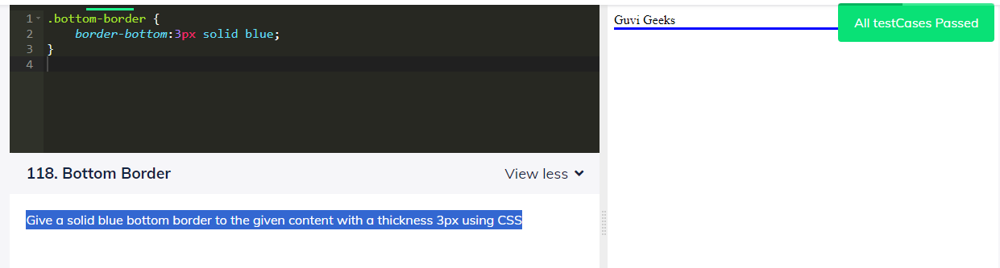 1 .bottom-border {
2 border-bottom:3px solid blue;
3 }
4
118. Bottom Border
View less
Give a solid blue bottom border to the given content with a thickness 3px using CSS
Guvi Geeks
All testCases Passed